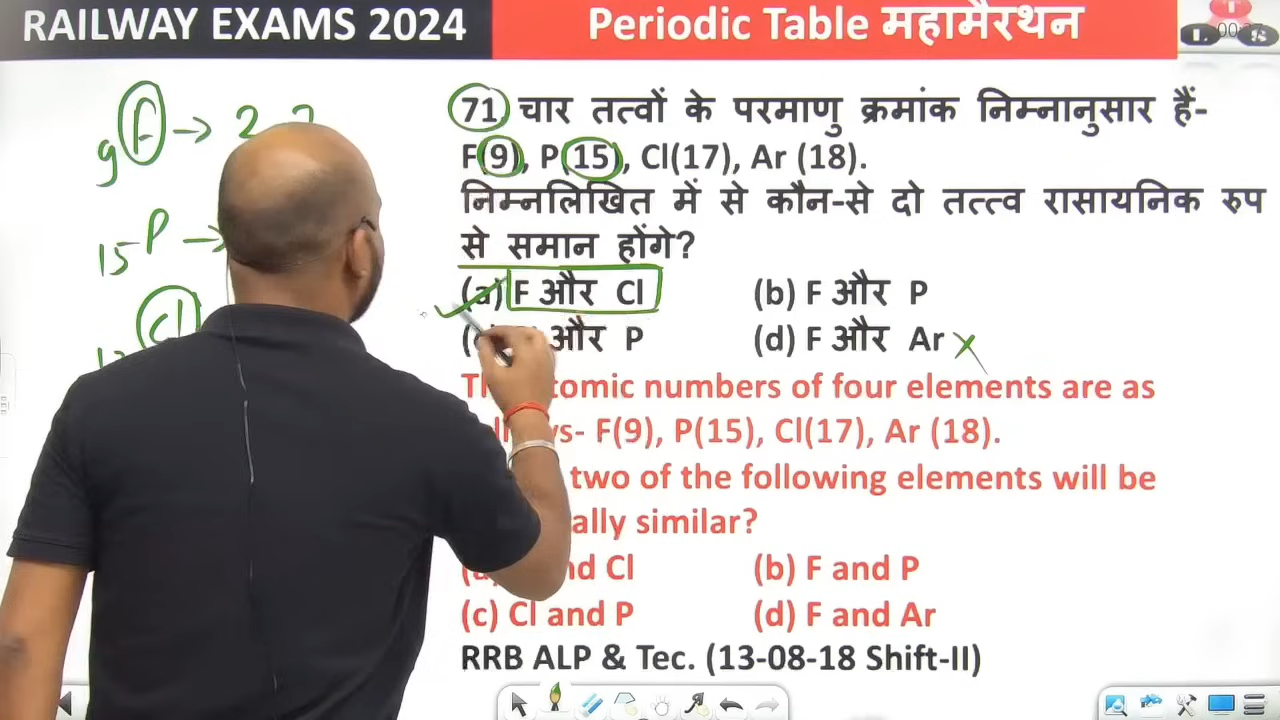 RAILWAY EXAMS 2024
Periodic Table महामैरथन
9F → 2
71. चार तत्वों के परमाणु क्रमांक निम्नानुसार हैं-
F(9), P(15), Cl(17), Ar (18).
निम्नलिखित में से कौन-से दो तत्त्व रासायनिक रुप
15P →
से समान होंगे?
Cl
(a) F और Cl (b) F और P
और P (d) F और Ar
tomic numbers of four elements are as
F(9), P(15), Cl(17), Ar (18).
two of the following elements will be
ally similar?
nd Cl (b) F and P
(c) Cl and P (d) F and Ar
RRB ALP & Tec. (13-08-18 Shift-II)